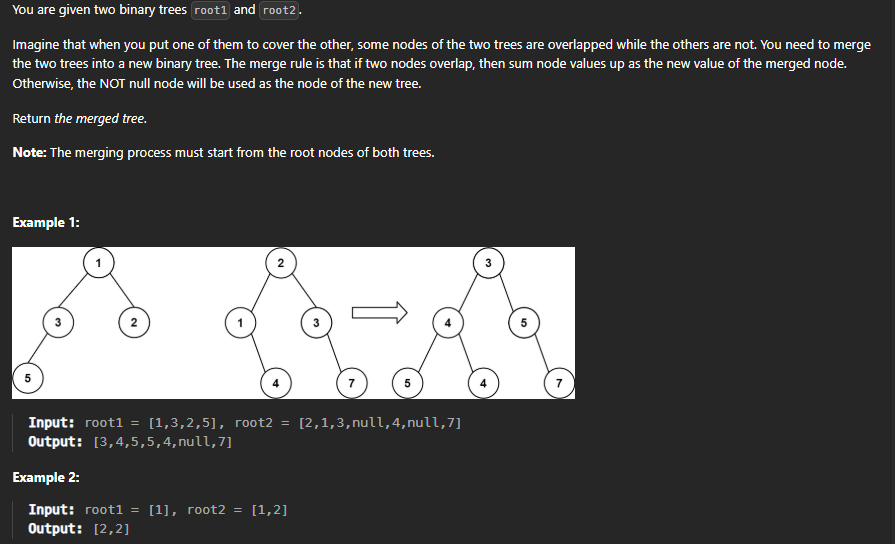 You are given two binary trees root1 and root2.
Imagine that when you put one of them to cover the other, some nodes of the two trees are overlapped while the others are not. You need to merge
the two trees into a new binary tree. The merge rule is that if two nodes overlap, then sum node values up as the new value of the merged node.
Otherwise, the NOT null node will be used as the node of the new tree.
Return the merged tree.
Note: The merging process must start from the root nodes of both trees.
Example 1:
1 2 3
3 2 1 3 4 5
5 4 7 5 4 7
Input: root1 = [1,3,2,5], root2 = [2,1,3,null,4,null,7]
Output: [3,4,5,5,4,null,7]
Example 2:
Input: root1 = [1], root2 = [1,2]
Output: [2,2]